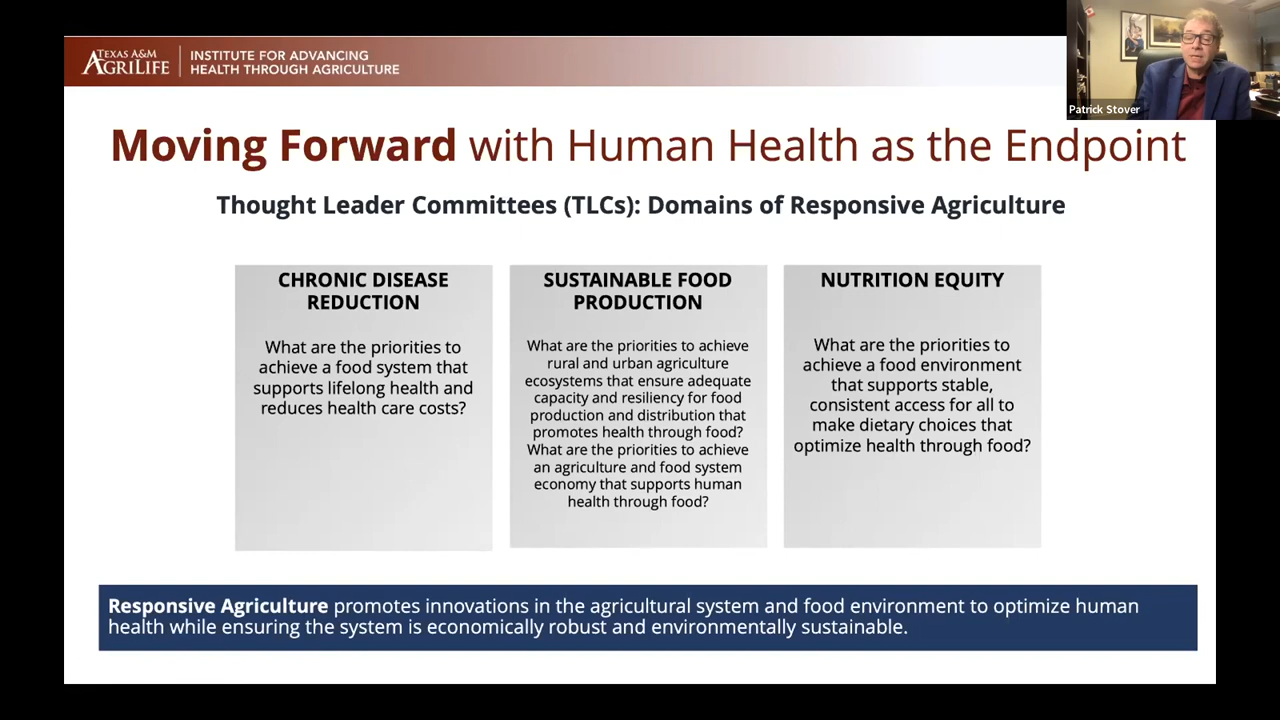 TEXAS A&M
AGRILIFE
INSTITUTE FOR ADVANCING
HEALTH THROUGH AGRICULTURE
Patrick Stover
Moving Forward with Human Health as the Endpoint
Thought Leader Committees (TLCs): Domains of Responsive Agriculture
CHRONIC DISEASE
REDUCTION
What are the priorities to
achieve a food system that
supports lifelong health and
reduces health care costs?
SUSTAINABLE FOOD
PRODUCTION
What are the priorities to achieve
rural and urban agriculture
ecosystems that ensure adequate
capacity and resiliency for food
production and distribution that
promotes health through food?
What are the priorities to achieve
an agriculture and food system
economy that supports human
health through food?
NUTRITION EQUITY
What are the priorities to
achieve a food environment
that supports stable,
consistent access for all to
make dietary choices that
optimize health through food?
Responsive Agriculture promotes innovations in the agricultural system and food environment to optimize human
health while ensuring the system is economically robust and environmentally sustainable.